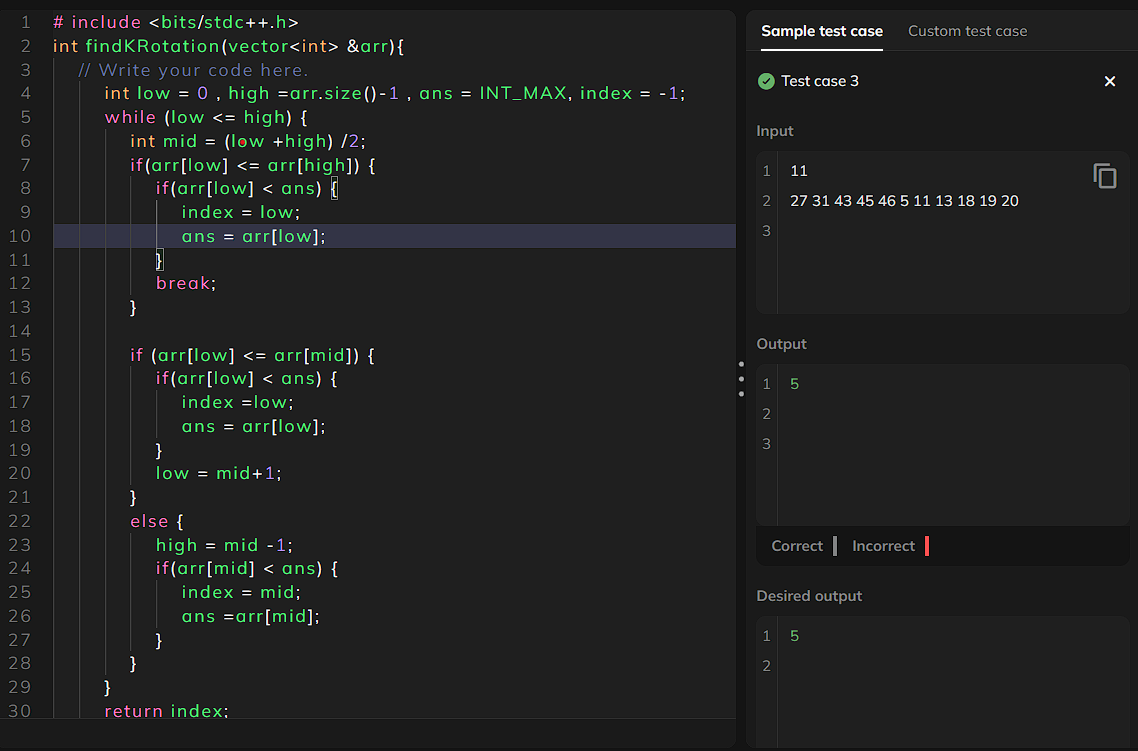 1 # include <bits/stdc++.h>
2 int findKRotation(vector<int> &arr){
3 // Write your code here.
4 int low = 0 , high =arr.size()-1 , ans = INT_MAX, index = -1;
5 while (low <= high) {
6 int mid = (low +high) /2;
7 if(arr[low] <= arr[high]) {
8 if(arr[low] < ans) {
9 index = low;
10 ans = arr[low];
11 }
12 break;
13 }
14
15 if (arr[low] <= arr[mid]) {
16 if(arr[low] < ans) {
17 index =low;
18 ans = arr[low];
19 }
20 low = mid+1;
21 }
22 else {
23 high = mid -1;
24 if(arr[mid] < ans) {
25 index = mid;
26 ans =arr[mid];
27 }
28 }
29 }
30 return index;
Sample test case Custom test case
Test case 3
Input
1 11
2 27 31 43 45 46 5 11 13 18 19 20
3
Output
1 5
2
3
Correct Incorrect
Desired output
1 5
2